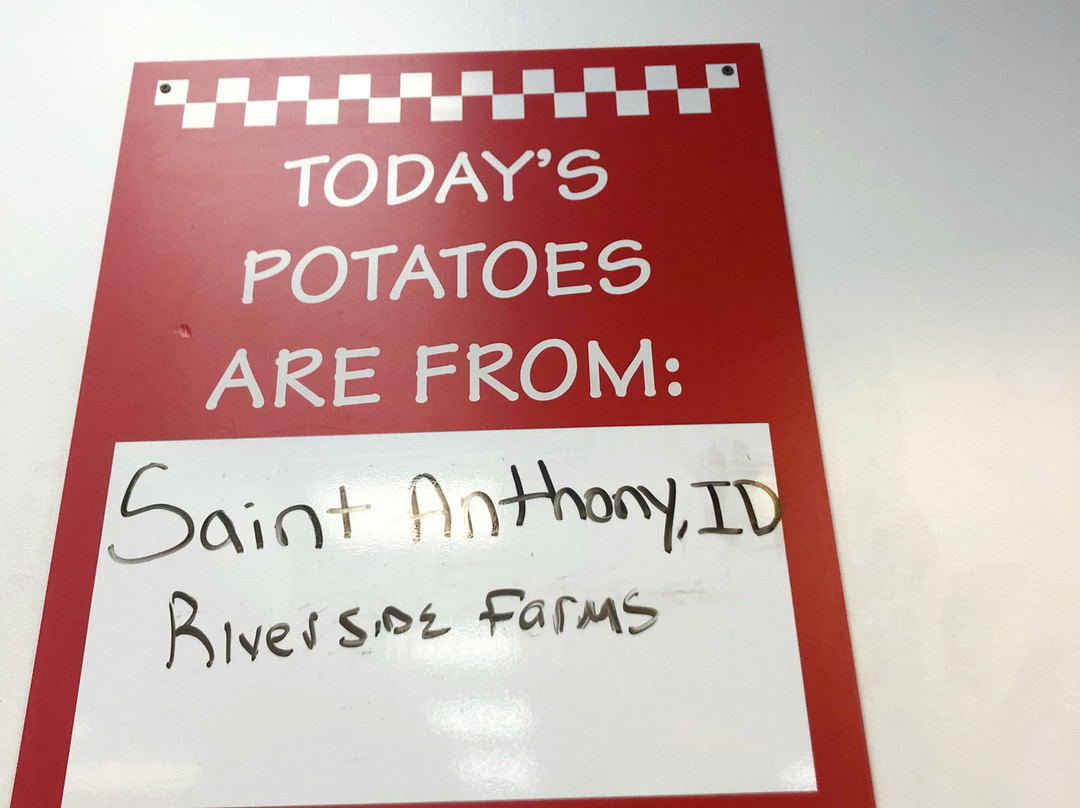 TODAY'S
POTATOES
ARE FROM:
Saint Anthony, ID
Riverside Farms